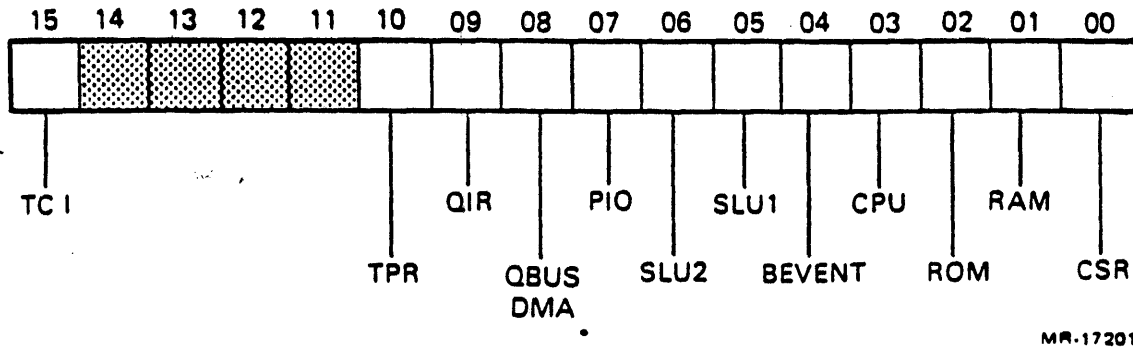 15 14 13 12 11 10 09 08 07 06 05 04 03 02 01 00
TC I QIR PIO SLU1 CPU RAM
TPR QBUS SLU2 BEVENT ROM CSR
DMA
MR-17201